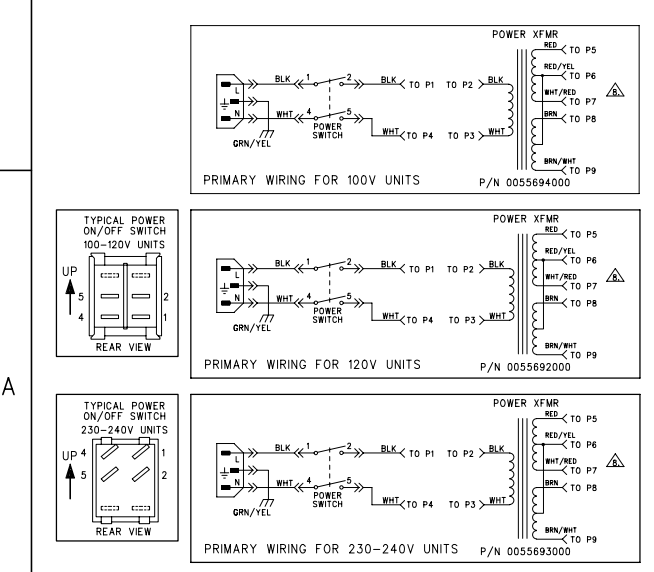 POWER XFMR
RED TO P5
RED/YEL TO P6
BLK 1 2 BLK TO P1 TO P2 BLK
L
WHT/RED TO P7
8.
N WHT 4 5
BRN TO P8
POWER
SWITCH
WHT TO P4 TO P3 WHT
GRN/YEL
BRN/WHT TO P9
PRIMARY WIRING FOR 100V UNITS P/N 0055694000
TYPICAL POWER
ON/OFF SWITCH
100-120V UNITS
UP
5 2
4 1
REAR VIEW
POWER XFMR
RED TO P5
RED/YEL TO P6
BLK 1 2 BLK TO P1 TO P2 BLK
L
WHT/RED TO P7
8.
N WHT 4 5
BRN TO P8
POWER
SWITCH
WHT TO P4 TO P3 WHT
GRN/YEL
BRN/WHT TO P9
PRIMARY WIRING FOR 120V UNITS P/N 0055692000
A
TYPICAL POWER
ON/OFF SWITCH
230-240V UNITS
UP 4 1
5 2
REAR VIEW
POWER XFMR
RED TO P5
RED/YEL TO P6
BLK 1 2 BLK TO P1 TO P2 BLK
L
WHT/RED TO P7
8.
N WHT 4 5
BRN TO P8
POWER
SWITCH
WHT TO P4 TO P3 WHT
GRN/YEL
BRN/WHT TO P9
PRIMARY WIRING FOR 230-240V UNITS P/N 0055693000